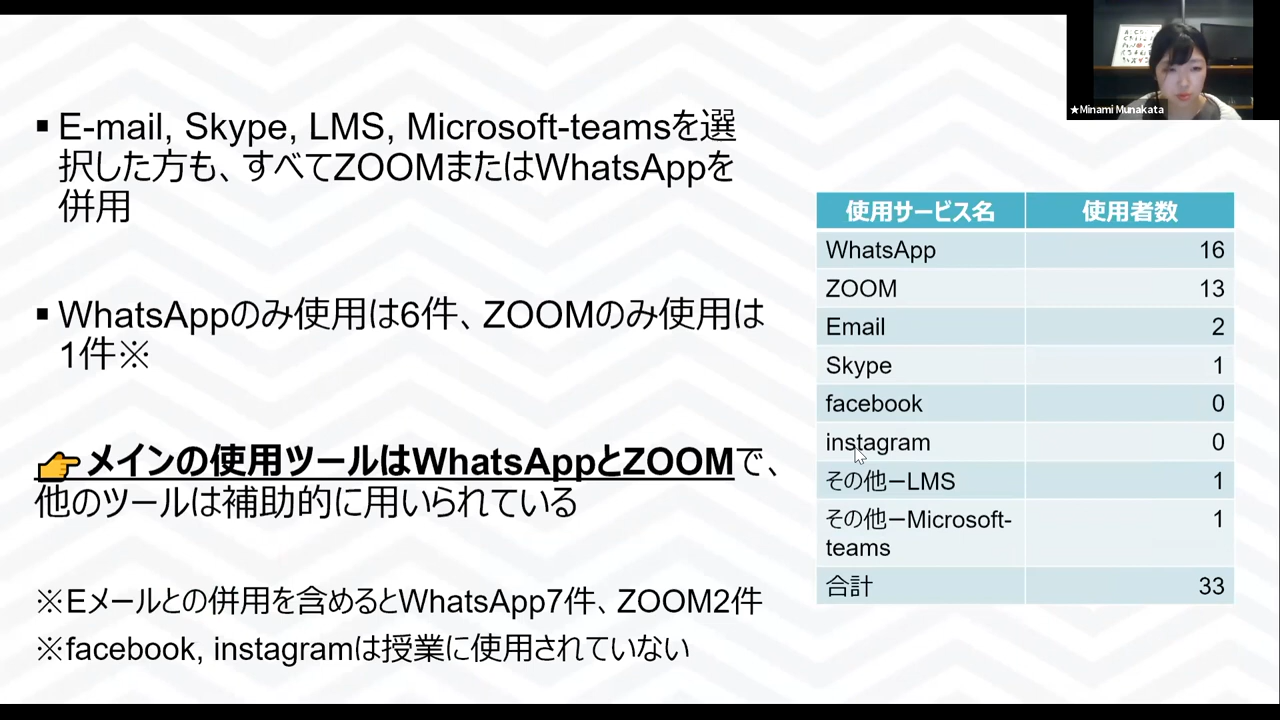 ★Minami Munakata
▪E-mail, Skype, LMS, Microsoft-teamsを選
択した方も、すべてZOOMまたはWhatsAppを
併用
▪WhatsAppのみ使用は6件、ZOOMのみ使用は
1件※
👉メインの使用ツールはWhatsAppとZOOMで、
他のツールは補助的に用いられている
※Eメールとの併用を含めるとWhatsApp7件、ZOOM2件
※facebook, instagramは授業に使用されていない
使用サービス名 使用者数
WhatsApp 16
ZOOM 13
Email 2
Skype 1
facebook 0
instagram 0
その他ーLMS 1
その他ーMicrosoft- 1
teams
合計 33